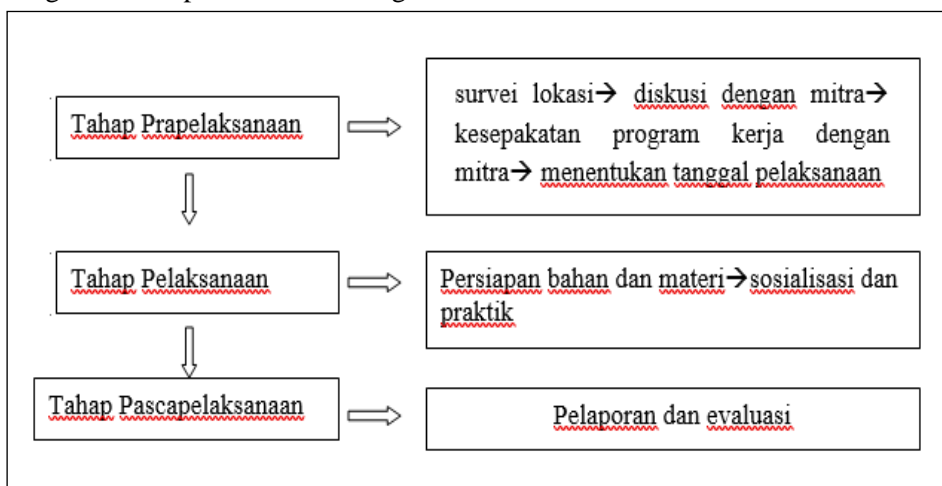 Tahap Prapelaksanaan
survei lokasi→ diskusi dengan mitra→
kesepakatan program kerja dengan
mitra→ menentukan tanggal pelaksanaan
Tahap Pelaksanaan
Persiapan bahan dan materi→sosialisasi dan
praktik
Tahap Pascapelaksanaan
Pelaporan dan evaluasi